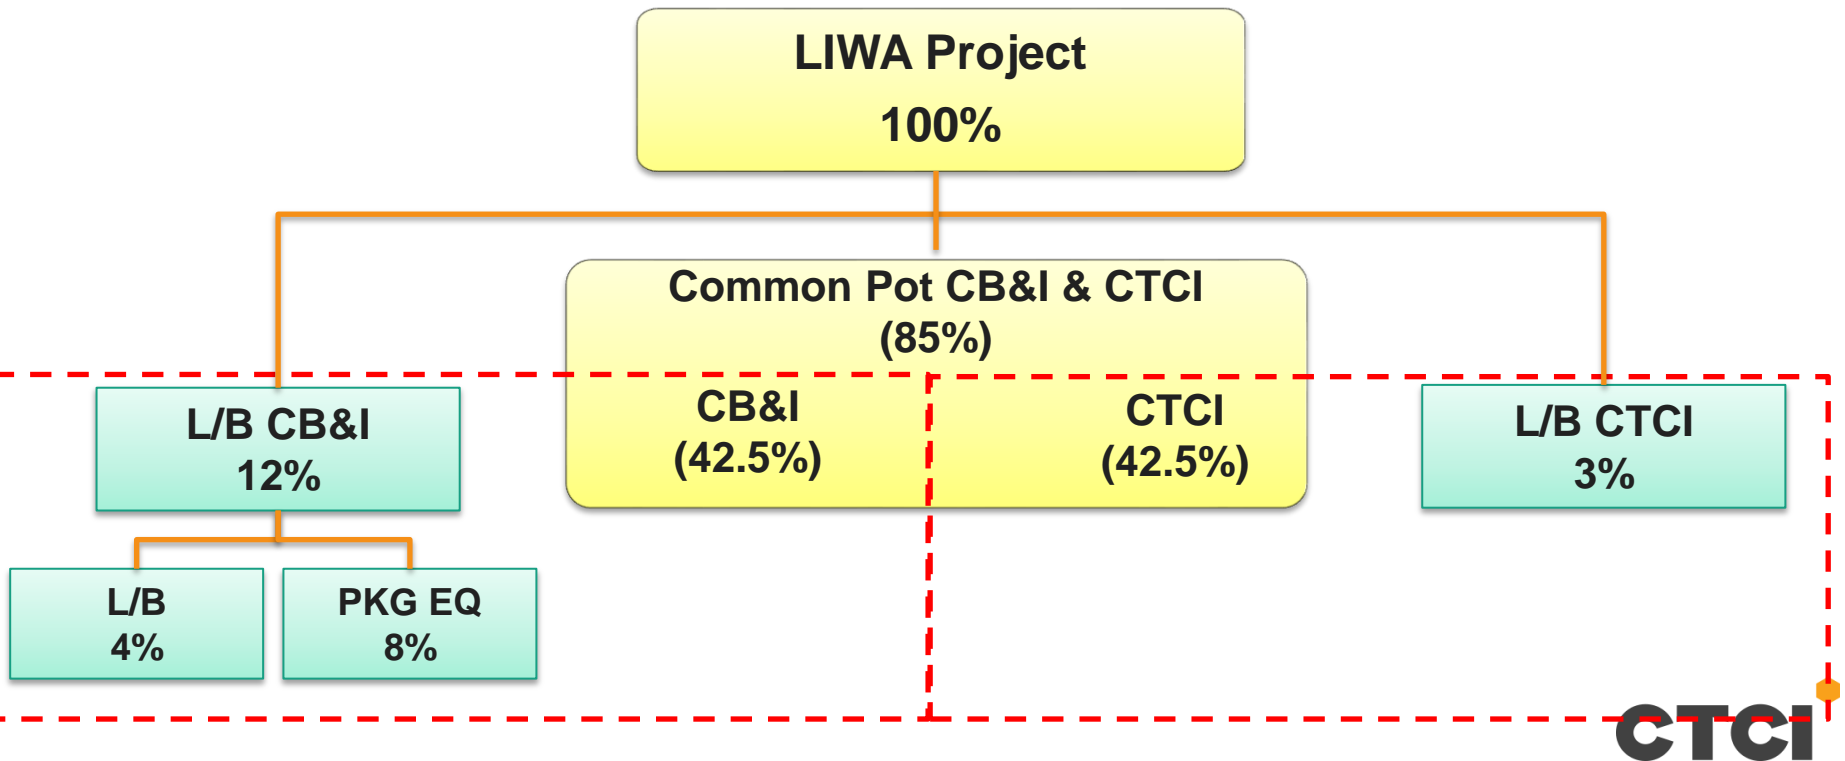 LIWA Project
100%
Common Pot CB&I & CTCI
(85%)
CB&I
(42.5%)
CTCI
(42.5%)
L/B CB&I
12%
L/B CTCI
3%
L/B
4%
PKG EQ
8%
CTCI